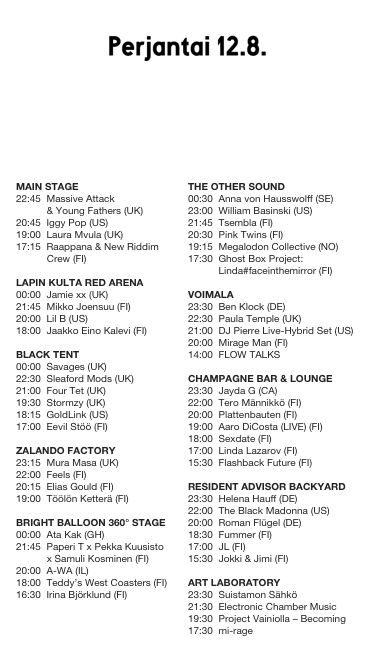 Perjantai 12.8.
MAIN STAGE
22:45 Massive Attack
& Young Fathers (UK)
20:45 Iggy Pop (US)
19:00 Laura Mvula (UK)
17:15 Raappana & New Riddim
Crew (FI)
LAPIN KULTA RED ARENA
00:00 Jamie xx (UK)
21:45 Mikko Joensuu (FI)
20:00 Lil B (US)
18:00 Jaakko Eino Kalevi (FI)
BLACK TENT
00:00 Savages (UK)
22:30 Sleaford Mods (UK)
21:00 Four Tet (UK)
19:30 Stormzy (UK)
18:15 GoldLink (US)
17:00 Eevil Stöö (FI)
ZALANDO FACTORY
23:15 Mura Masa (UK)
22:00 Feels (FI)
20:15 Elias Gould (FI)
19:00 Töölön Ketterä (FI)
BRIGHT BALLOON 360° STAGE
00:00 Ata Kak (GH)
21:45 Paperi T x Pekka Kuusisto
x Samuli Kosminen (FI)
20:00 A-WA (IL)
18:00 Teddy's West Coasters (FI)
16:30 Irina Björklund (FI)
THE OTHER SOUND
00:30 Anna von Hausswolff (SE)
23:00 William Basinski (US)
21:45 Tsembla (FI)
20:30 Pink Twins (FI)
19:15 Megalodon Collective (NO)
17:30 Ghost Box Project:
Linda#faceinthemirror (FI)
VOIMALA
23:30 Ben Klock (DE)
22:30 Paula Temple (UK)
21:00 DJ Pierre Live-Hybrid Set (US)
20:00 Mirage Man (FI)
14:00 FLOW TALKS
CHAMPAGNE BAR & LOUNGE
23:30 Jayda G (CA)
22:00 Tero Männikkö (FI)
20:00 Plattenbauten (FI)
19:00 Aaro DiCosta (LIVE) (FI)
18:00 Sexdate (FI)
17:00 Linda Lazarov (FI)
15:30 Flashback Future (FI)
RESIDENT ADVISOR BACKYARD
23:30 Helena Hauff (DE)
22:00 The Black Madonna (US)
20:00 Roman Flügel (DE)
18:30 Fummer (FI)
17:00 JL (FI)
15:30 Jokki & Jimi (FI)
ART LABORATORY
23:30 Suistamon Sähkö
21:30 Electronic Chamber Music
19:30 Project Vainiolla – Becoming
17:30 mi-rage